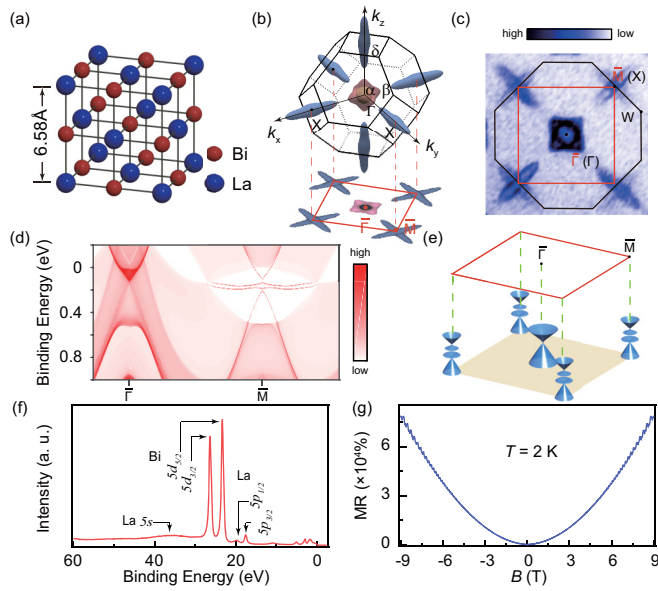 (a)
6.58Å
Bi
La
(b)
k_z
δ
α
β
Γ
X
X
k_x
k_y
Γ̄
M̄
(c)
high
low
M̄ (X)
W
Γ̄ (Γ)
(d)
Binding Energy (eV)
0
0.4
0.8
Γ̄
M̄
high
low
(e)
Γ̄
M̄
(f)
Intensity (a. u.)
La 5s
Bi
5d_{5/2}
5d_{3/2}
La
5p_{1/2}
5p_{3/2}
60
40
20
0
Binding Energy (eV)
(g)
MR (×10⁴%)
T = 2 K
0
3
6
-9
-6
-3
0
3
6
9
B (T)